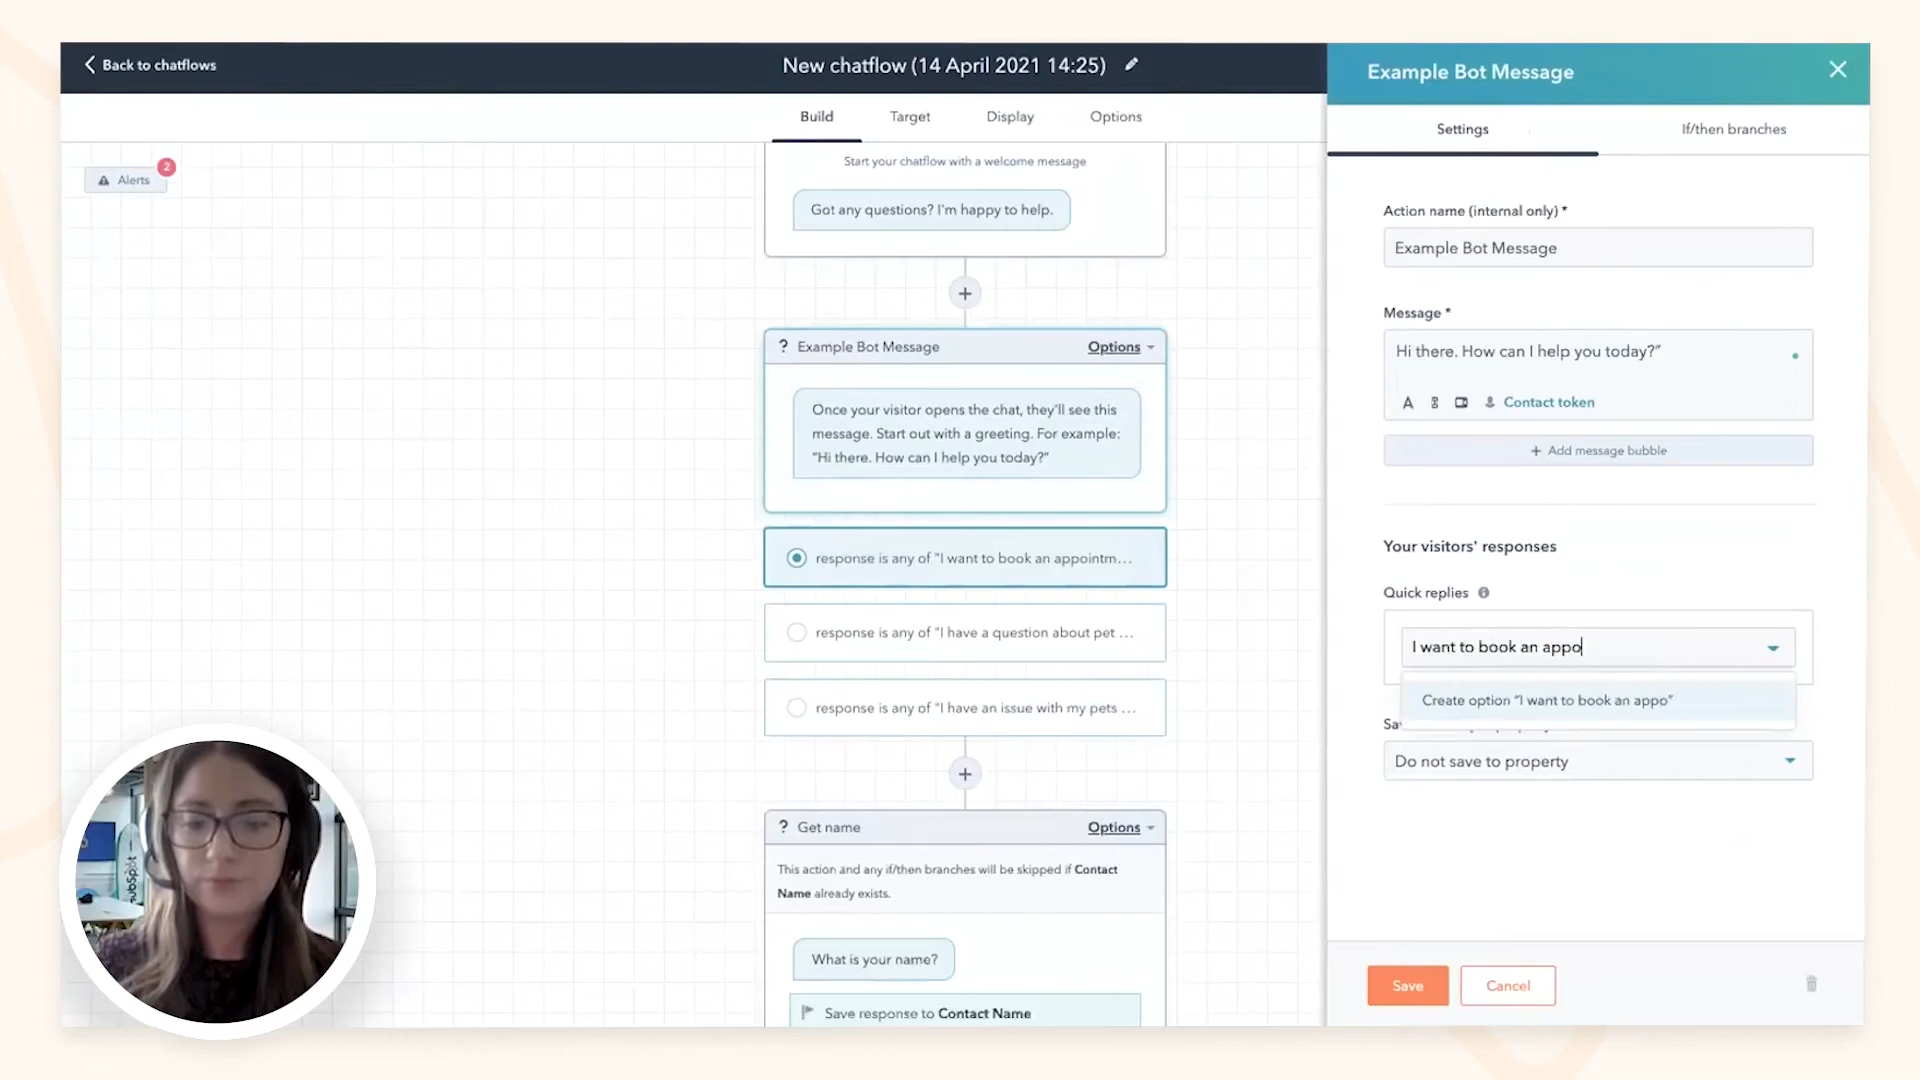 Back to chatflows
New chatflow (14 April 2021 14:25)
Build
Target
Display
Options
Alerts
2
Start your chatflow with a welcome message
Got any questions? I'm happy to help.
+
? Example Bot Message
Options
Once your visitor opens the chat, they'll see this
message. Start out with a greeting. For example:
“Hi there. How can I help you today?”
response is any of "I want to book an appointm...
response is any of "I have a question about pet ...
response is any of "I have an issue with my pets ...
+
? Get name
Options
This action and any if/then branches will be skipped if Contact
Name already exists.
What is your name?
Save response to Contact Name
HubSpot
Example Bot Message
Settings
If/then branches
Action name (internal only) *
Example Bot Message
Message *
Hi there. How can I help you today?”
A
Contact token
+ Add message bubble
Your visitors' responses
Quick replies
I want to book an appo
Create option “I want to book an appo”
Do not save to property
Save
Cancel